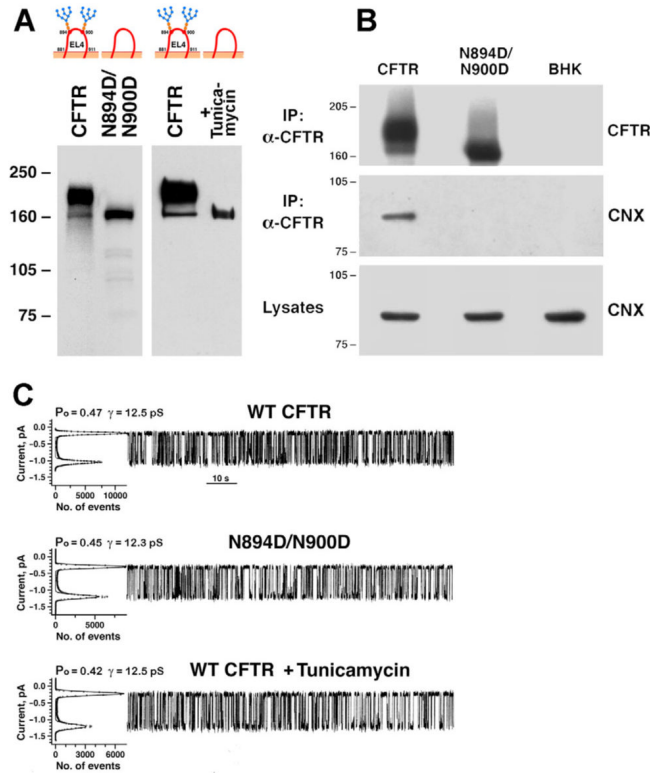 A
894 900
EL4
881 911
894 900
EL4
881 911
CFTR
N894D/
N900D
CFTR
+
Tunica-
mycin
250
160
105
75
B
CFTR
N894D/
N900D
BHK
IP:
α-CFTR
205
160
CFTR
IP:
α-CFTR
105
75
CNX
Lysates
105
75
CNX
C
Po = 0.47 γ = 12.5 pS
WT CFTR
Current, pA
0.0
−0.5
−1.0
−1.5
0 5000 10000
No. of events
10 s
Po = 0.45 γ = 12.3 pS
N894D/N900D
Current, pA
0.0
−0.5
−1.0
−1.5
5000
No. of events
Po = 0.42 γ = 12.5 pS
WT CFTR + Tunicamycin
Current, pA
0.0
−0.5
−1.0
−1.5
0 3000 6000
No. of events